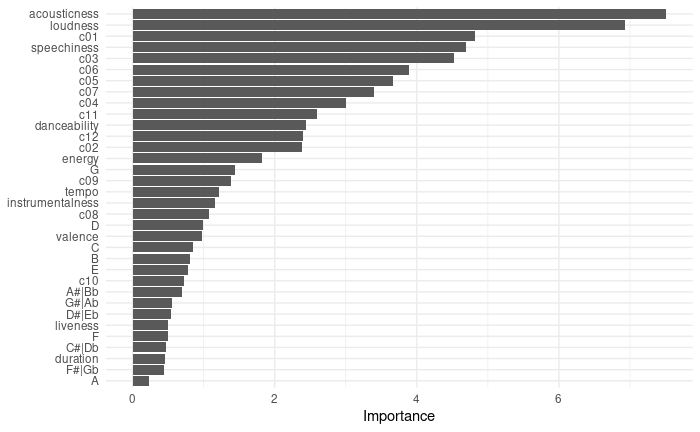 acousticness
loudness
c01
speechiness
c03
c06
c05
c07
c04
c11
danceability
c12
c02
energy
G
c09
tempo
instrumentalness
c08
D
valence
C
B
E
c10
A#|Bb
G#|Ab
D#|Eb
liveness
F
C#|Db
duration
F#|Gb
A
0 2 4 6
Importance